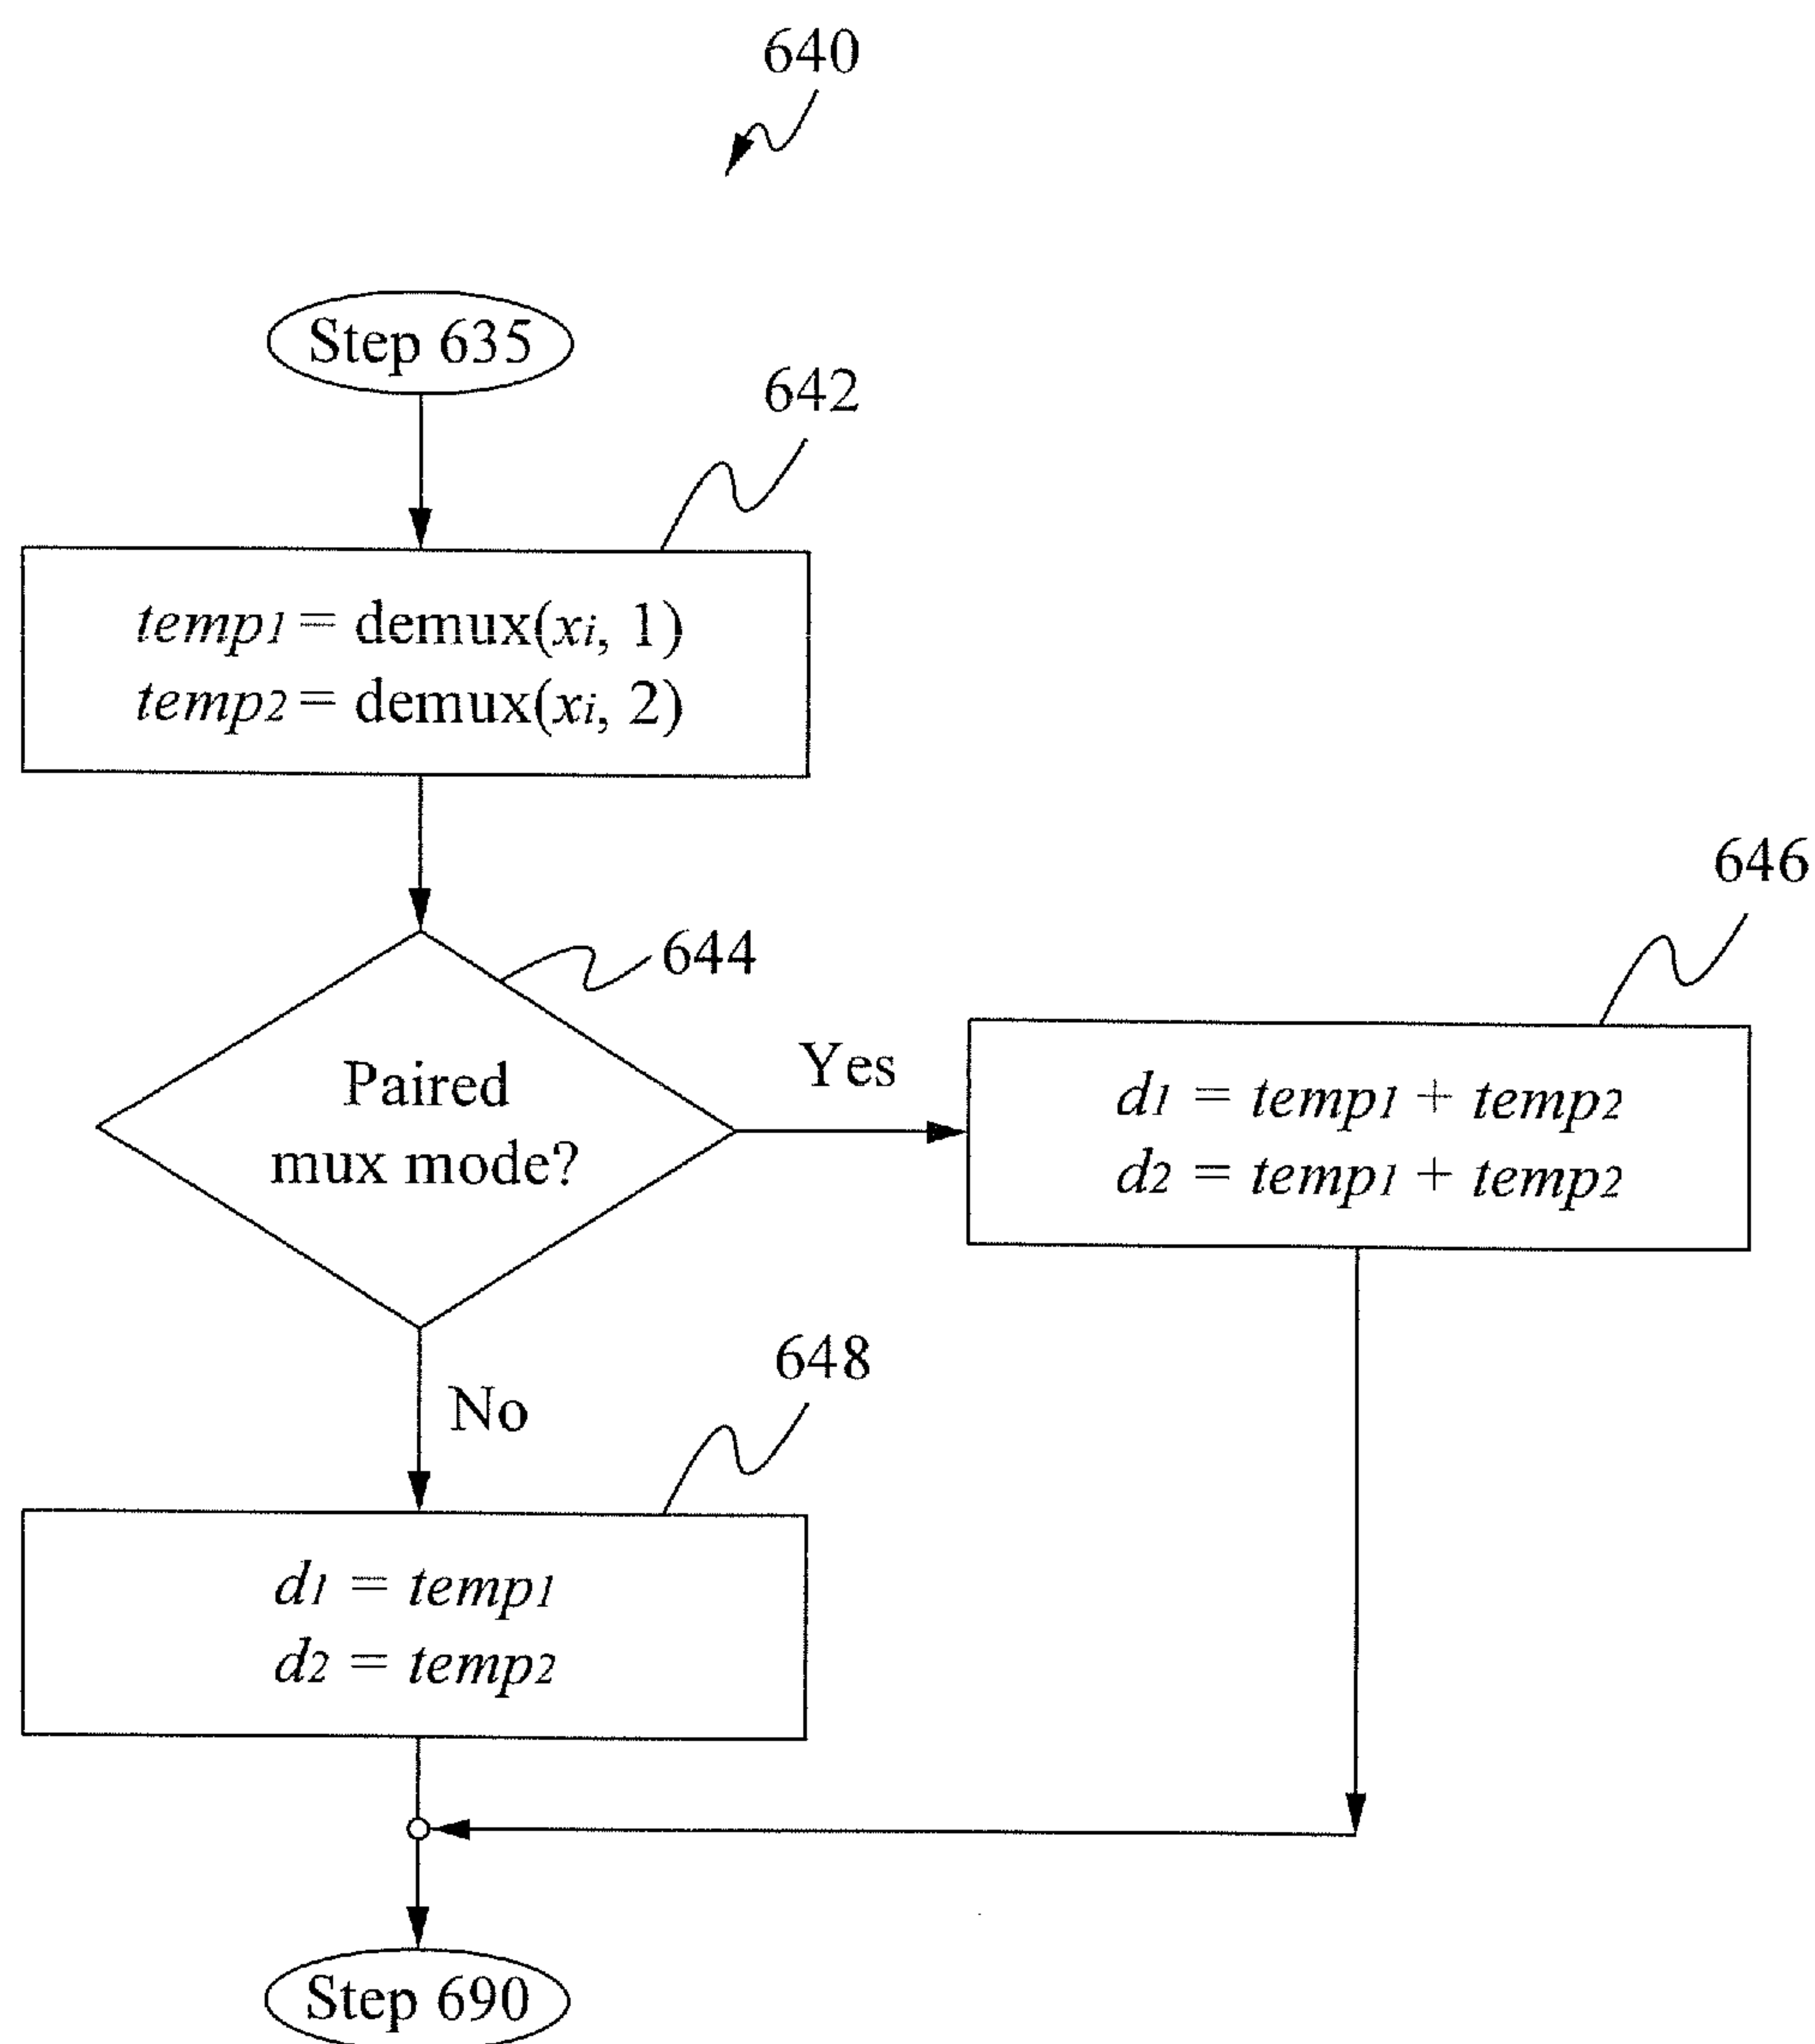 640
Step 635
642
temp1 = demux(xi, 1)
temp2 = demux(xi, 2)
644
Paired
mux mode?
Yes
646
d1 = temp1 + temp2
d2 = temp1 + temp2
No
648
d1 = temp1
d2 = temp2
Step 690